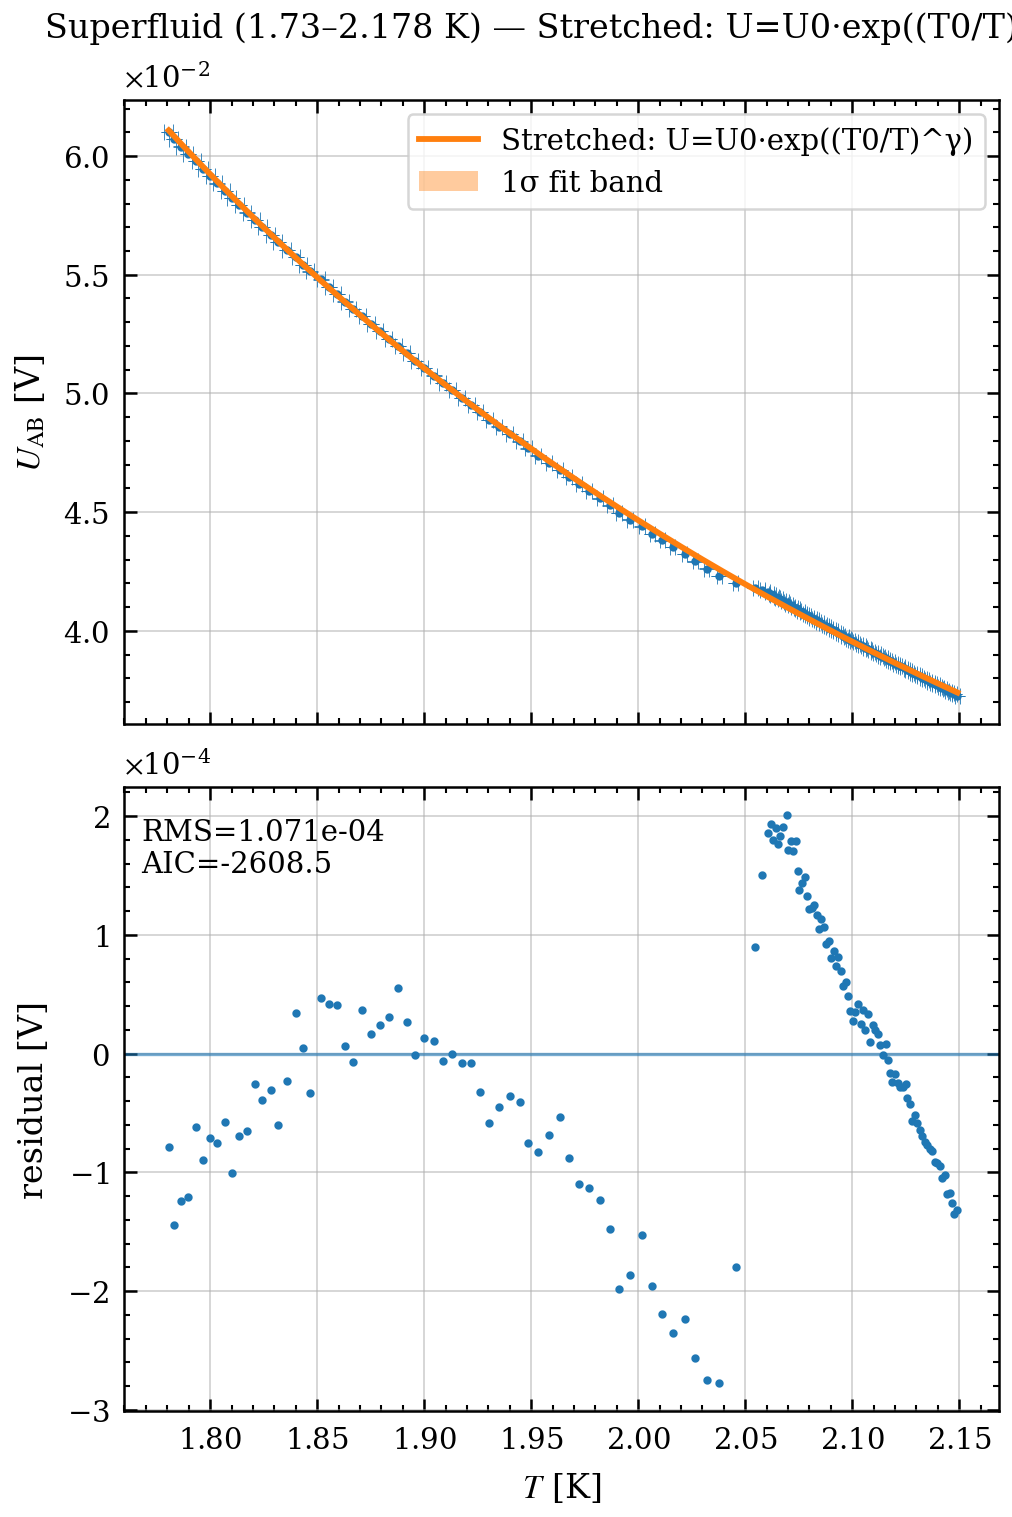 Superfluid (1.73–2.178 K) — Stretched: U=U0·exp((T0/T)
×10−2
Stretched: U=U0·exp((T0/T)^γ)
1σ fit band
6.0
5.5
5.0
4.5
4.0
UAB [V]
×10−4
RMS=1.071e-04
AIC=-2608.5
2
1
0
−1
−2
−3
residual [V]
1.80 1.85 1.90 1.95 2.00 2.05 2.10 2.15
T [K]